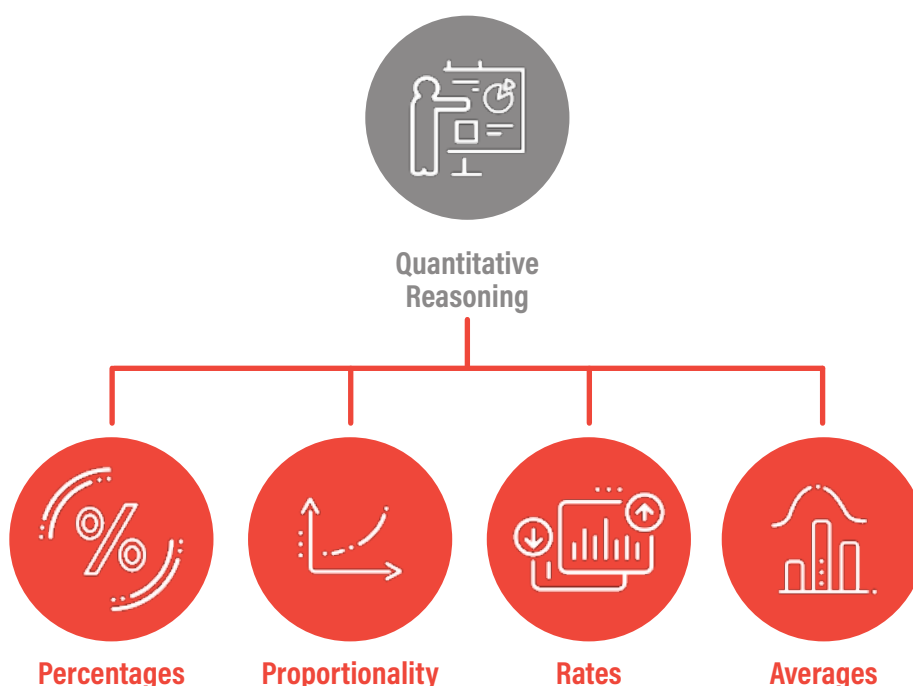 Quantitative
Reasoning
Percentages
Proportionality
Rates
Averages